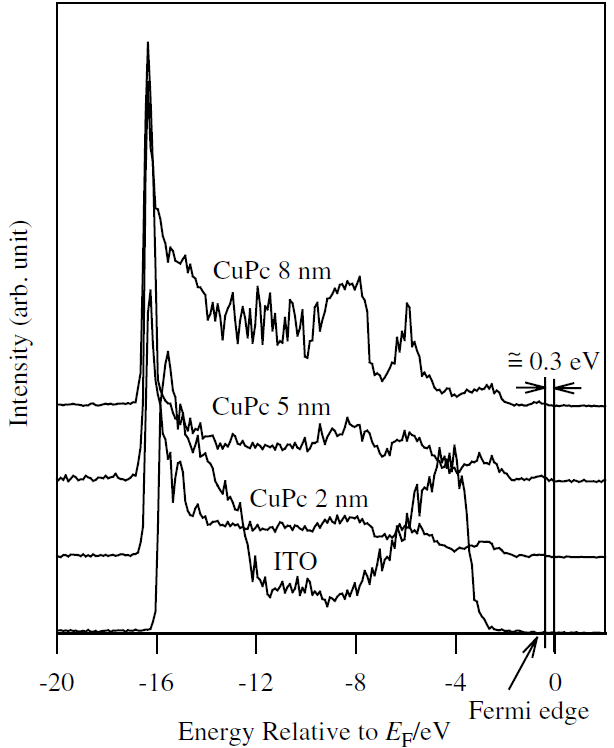 CuPc 8 nm
≅ 0.3 eV
CuPc 5 nm
CuPc 2 nm
ITO
Intensity (arb. unit)
-20 -16 -12 -8 -4 0
Fermi edge
Energy Relative to EF/eV